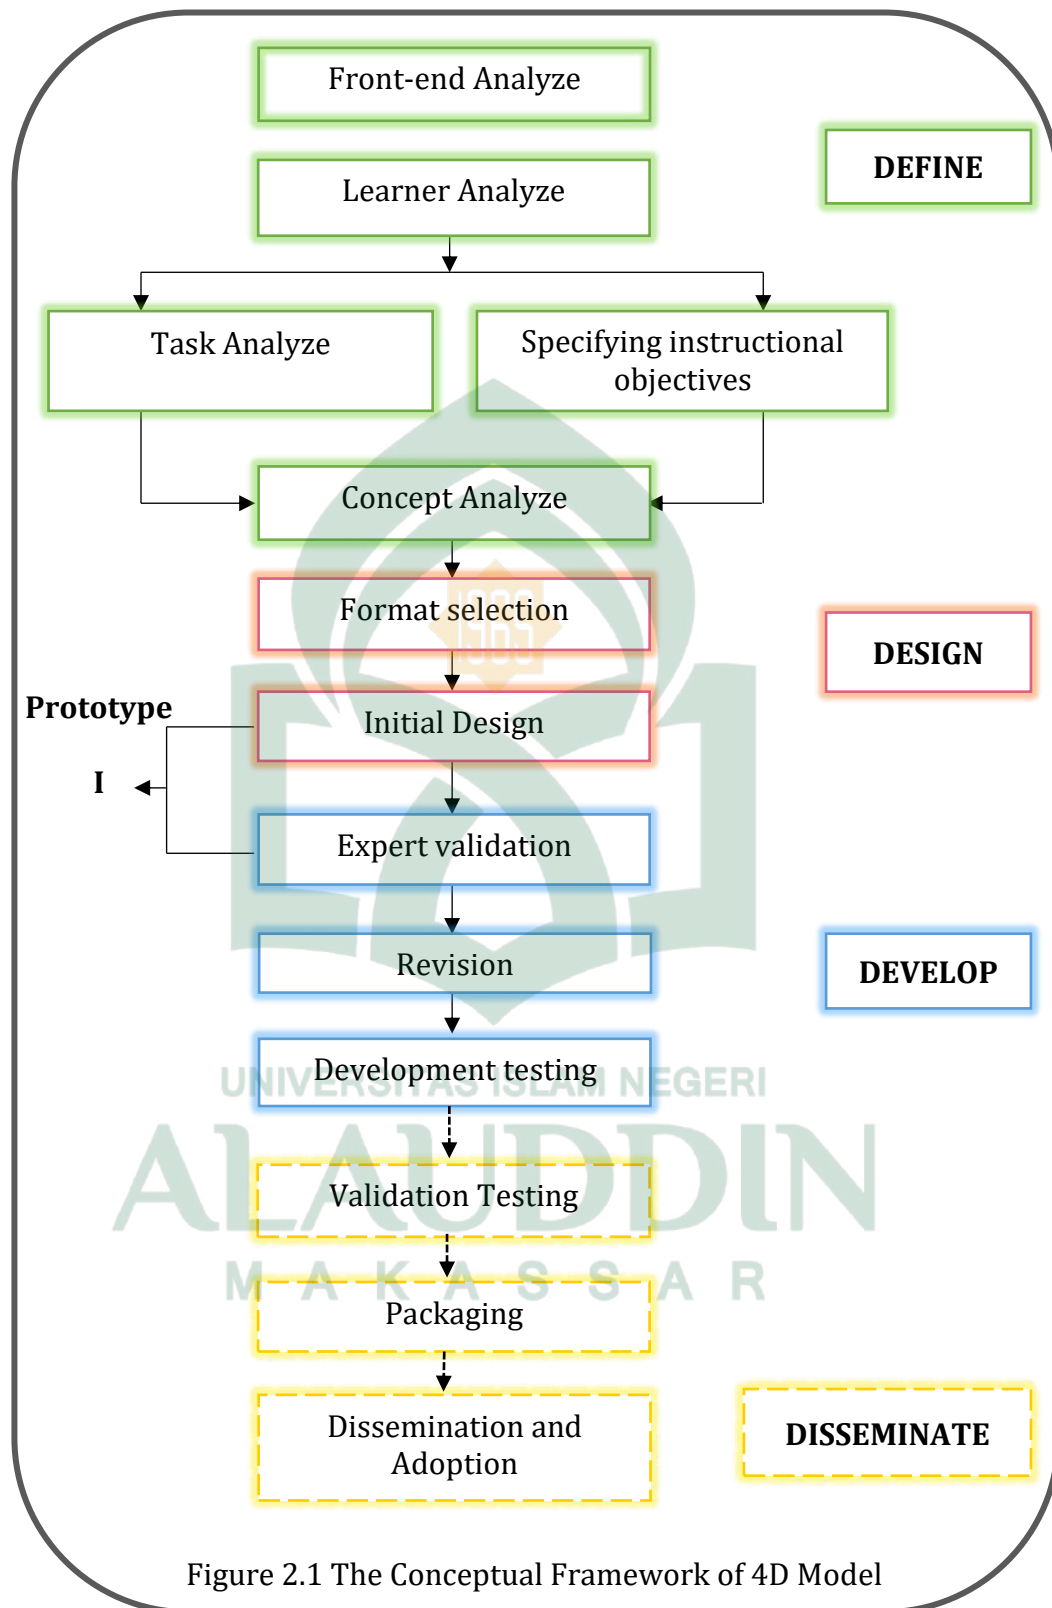 Front-end Analyze
DEFINE
Learner Analyze
Task Analyze
Specifying instructional
objectives
Concept Analyze
Format selection
1965
DESIGN
Prototype
Initial Design
I
Expert validation
Revision
DEVELOP
Development testing
UNIVERSITAS ISLAM NEGERI
ALAUDDIN
Validation Testing
MAKASSAR
Packaging
Dissemination and
Adoption
DISSEMINATE
Figure 2.1 The Conceptual Framework of 4D Model